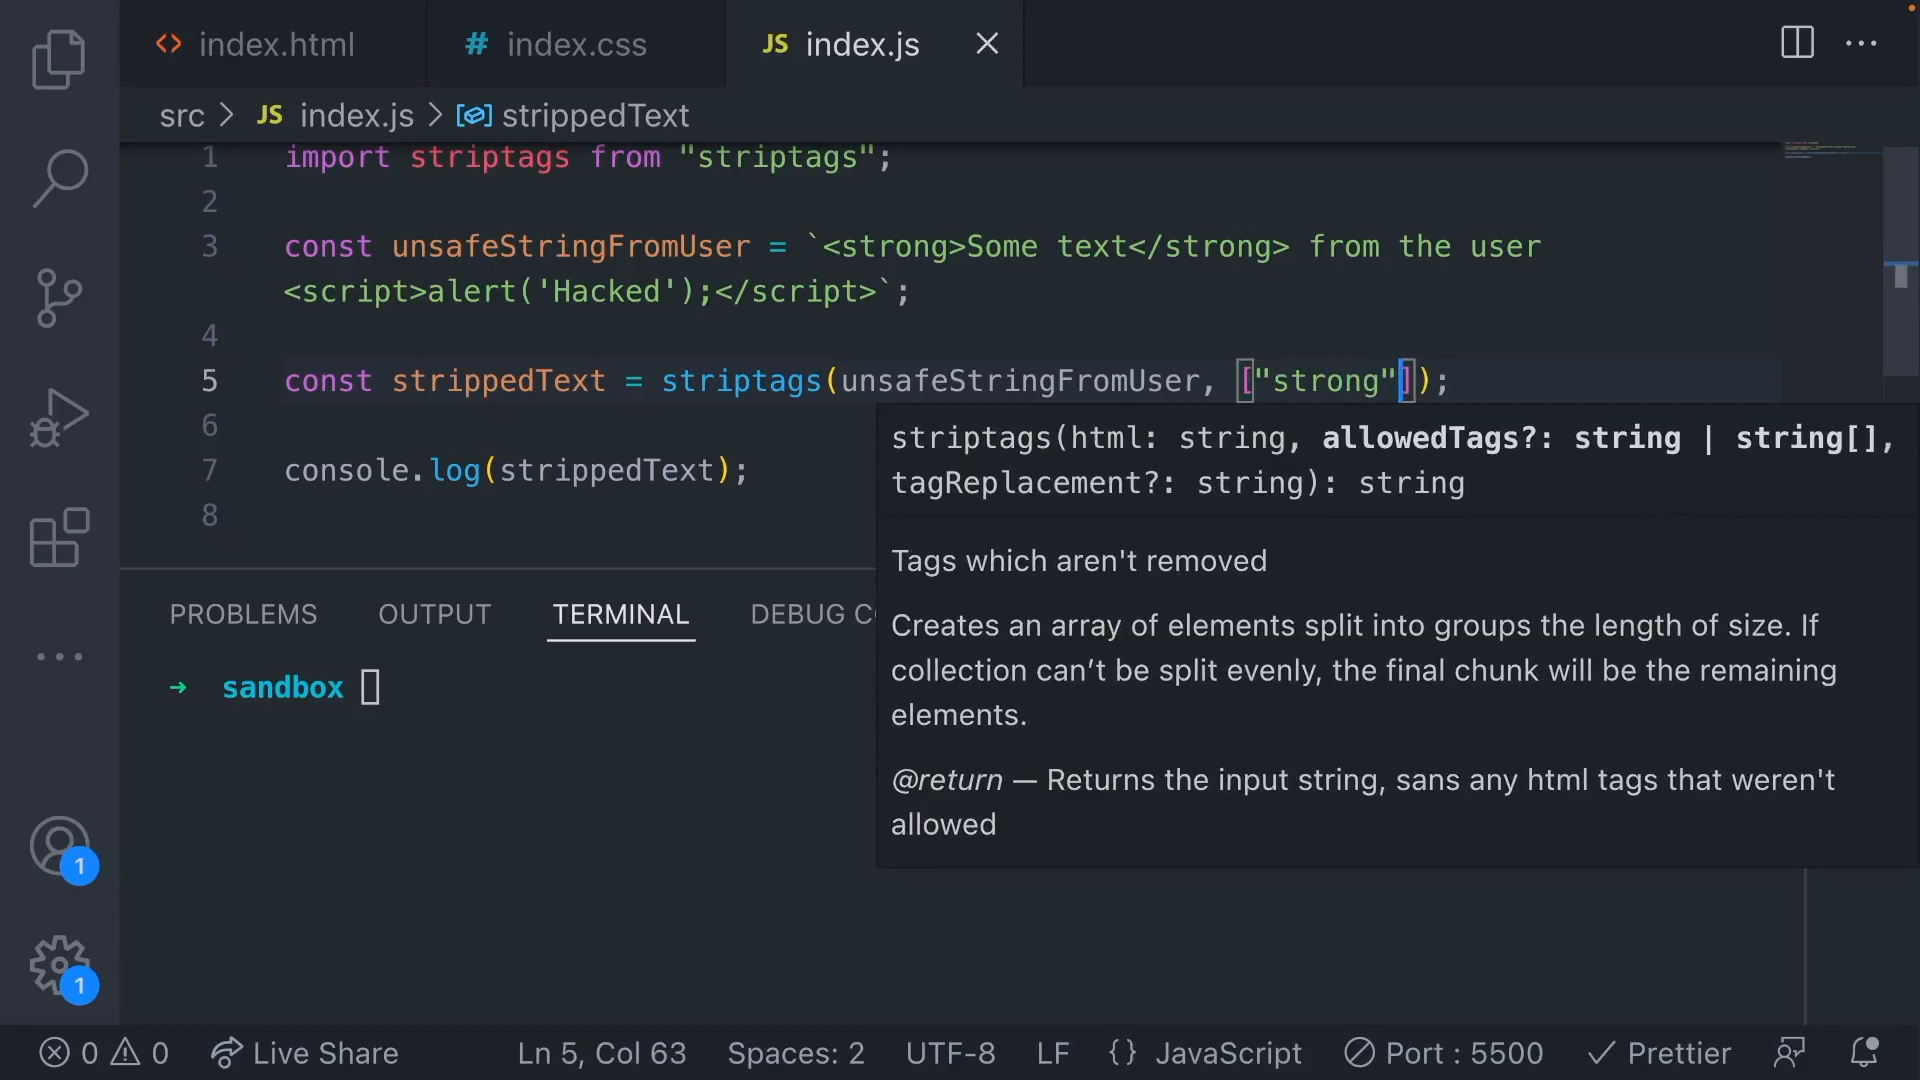 <> index.html
# index.css
JS index.js
src > JS index.js > strippedText
1 import striptags from "striptags";
2
3 const unsafeStringFromUser = `<strong>Some text</strong> from the user
<script>alert('Hacked');</script>`;
4
5 const strippedText = striptags(unsafeStringFromUser, ["strong"]);
6
7 console.log(strippedText);
8
striptags(html: string, allowedTags?: string | string[],
tagReplacement?: string): string
Tags which aren't removed
Creates an array of elements split into groups the length of size. If
collection can’t be split evenly, the final chunk will be the remaining
elements.
@return — Returns the input string, sans any html tags that weren't
allowed
PROBLEMS OUTPUT TERMINAL DEBUG C
➜ sandbox
1
1
0 0 Live Share Ln 5, Col 63 Spaces: 2 UTF-8 LF {} JavaScript Port : 5500 Prettier